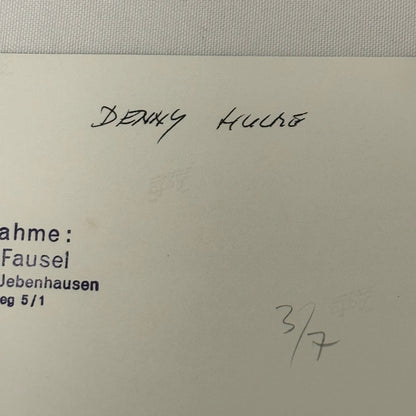 DENNY HULME
ahme:
Fausel
Jebenhausen
eg 5/1
3/7